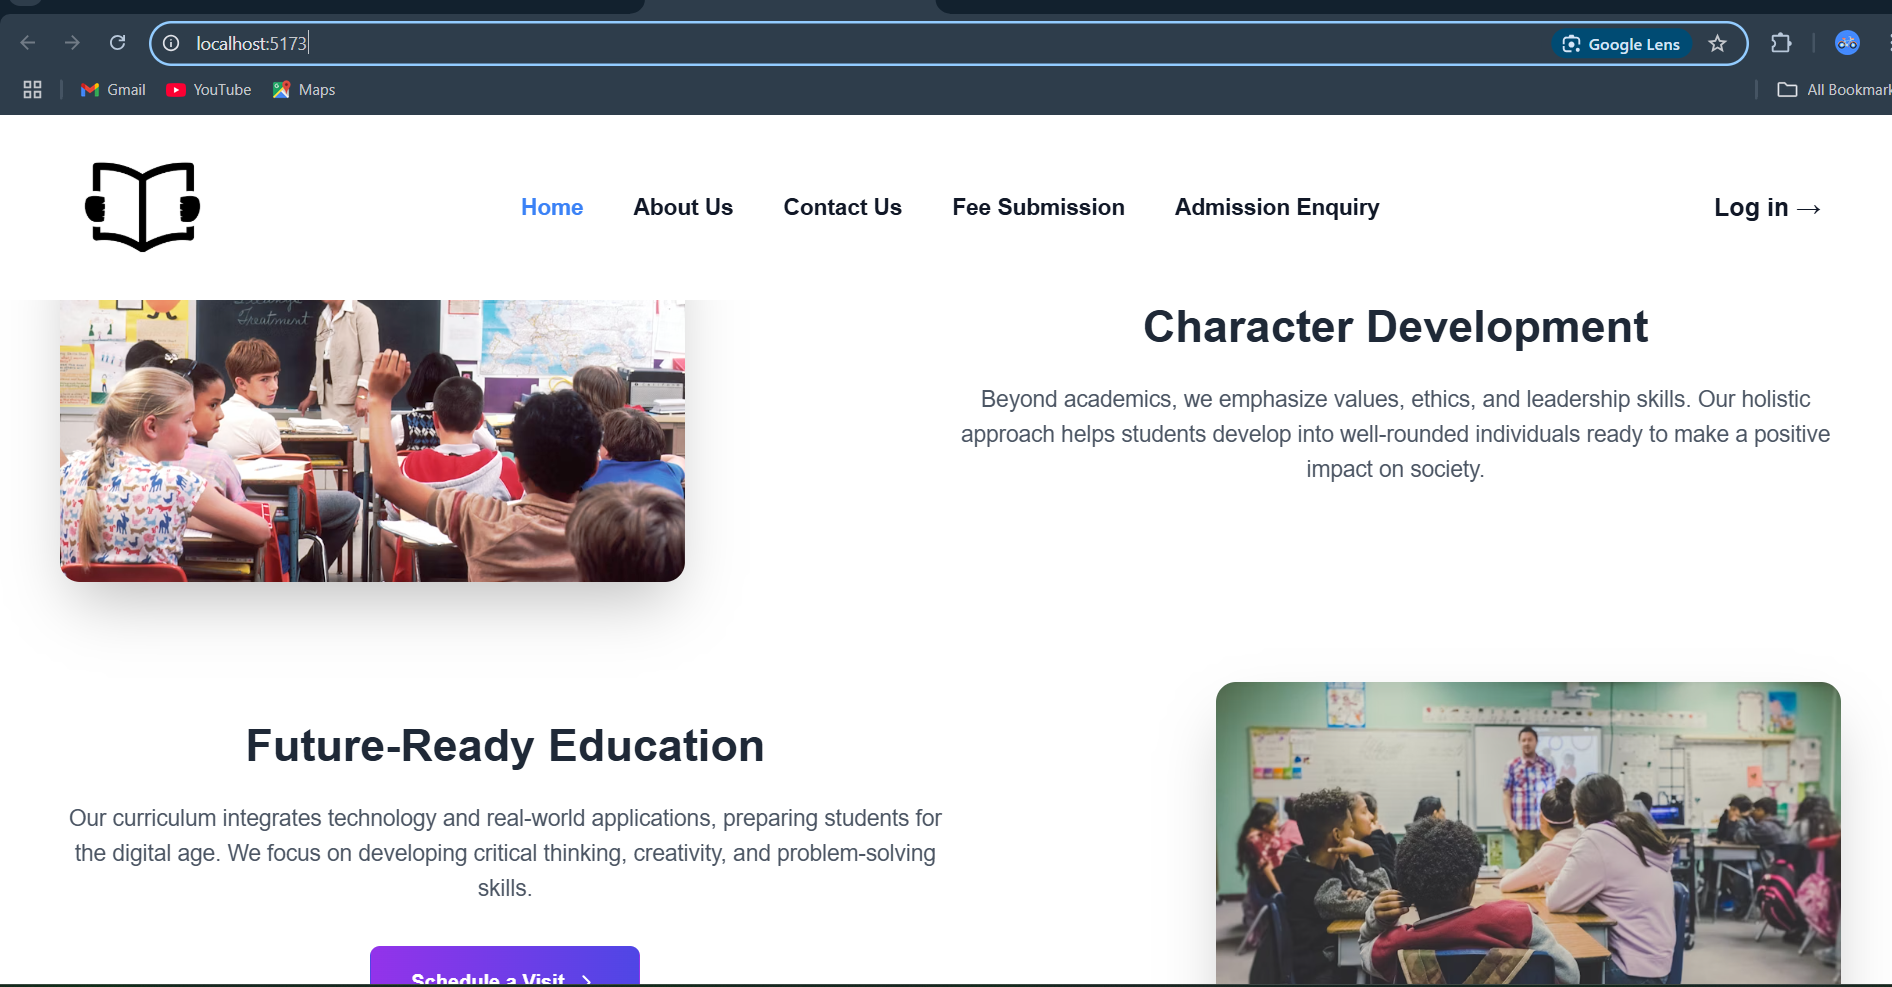 localhost:5173
Google Lens
Gmail
YouTube
Maps
All Bookmark
Home
About Us
Contact Us
Fee Submission
Admission Enquiry
Log in →
Treatment
Character Development
Beyond academics, we emphasize values, ethics, and leadership skills. Our holistic
approach helps students develop into well-rounded individuals ready to make a positive
impact on society.
Future-Ready Education
Our curriculum integrates technology and real-world applications, preparing students for
the digital age. We focus on developing critical thinking, creativity, and problem-solving
skills.
Schedule a Visit